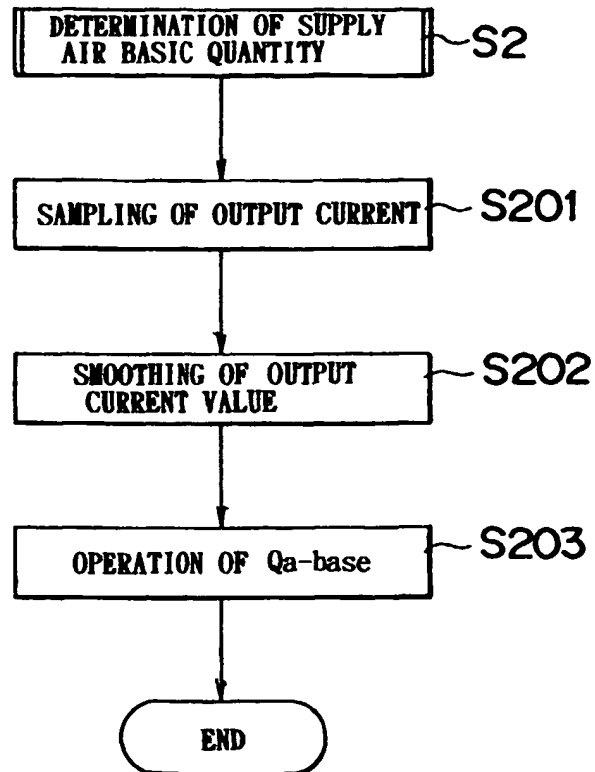 DETERMINATION OF SUPPLY
AIR BASIC QUANTITY
S2
SAMPLING OF OUTPUT CURRENT
S201
SMOOTHING OF OUTPUT
CURRENT VALUE
S202
OPERATION OF Qa-base
S203
END